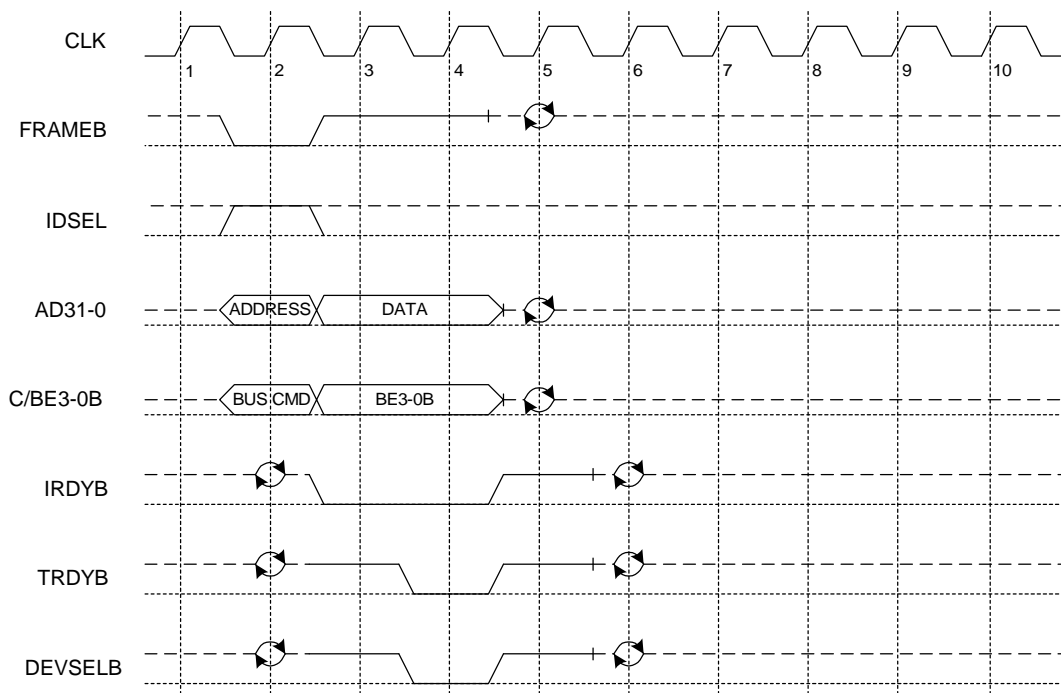 CLK
1 2 3 4 5 6 7 8 9 10
FRAMEB
IDSEL
AD31-0 ADDRESS DATA
C/BE3-0B BUS CMD BE3-0B
IRDYB
TRDYB
DEVSELB